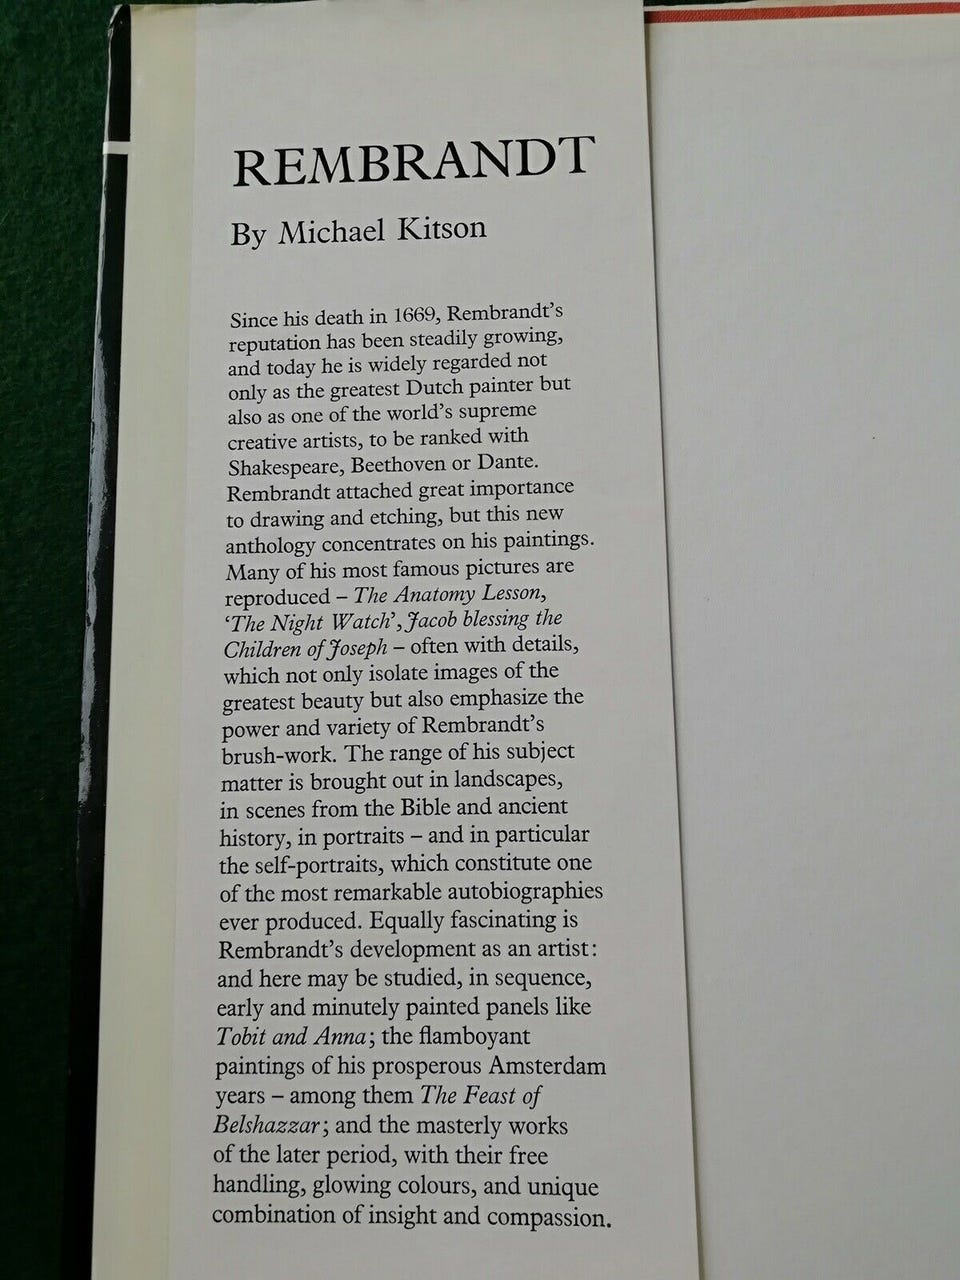 REMBRANDT
By Michael Kitson
Since his death in 1669, Rembrandt's
reputation has been steadily growing,
and today he is widely regarded not
only as the greatest Dutch painter but
also as one of the world's supreme
creative artists, to be ranked with
Shakespeare, Beethoven or Dante.
Rembrandt attached great importance
to drawing and etching, but this new
anthology concentrates on his paintings.
Many of his most famous pictures are
reproduced – The Anatomy Lesson,
‘The Night Watch’, Jacob blessing the
Children of Joseph – often with details,
which not only isolate images of the
greatest beauty but also emphasize the
power and variety of Rembrandt's
brush-work. The range of his subject
matter is brought out in landscapes,
in scenes from the Bible and ancient
history, in portraits – and in particular
the self-portraits, which constitute one
of the most remarkable autobiographies
ever produced. Equally fascinating is
Rembrandt's development as an artist:
and here may be studied, in sequence,
early and minutely painted panels like
Tobit and Anna; the flamboyant
paintings of his prosperous Amsterdam
years – among them The Feast of
Belshazzar; and the masterly works
of the later period, with their free
handling, glowing colours, and unique
combination of insight and compassion.